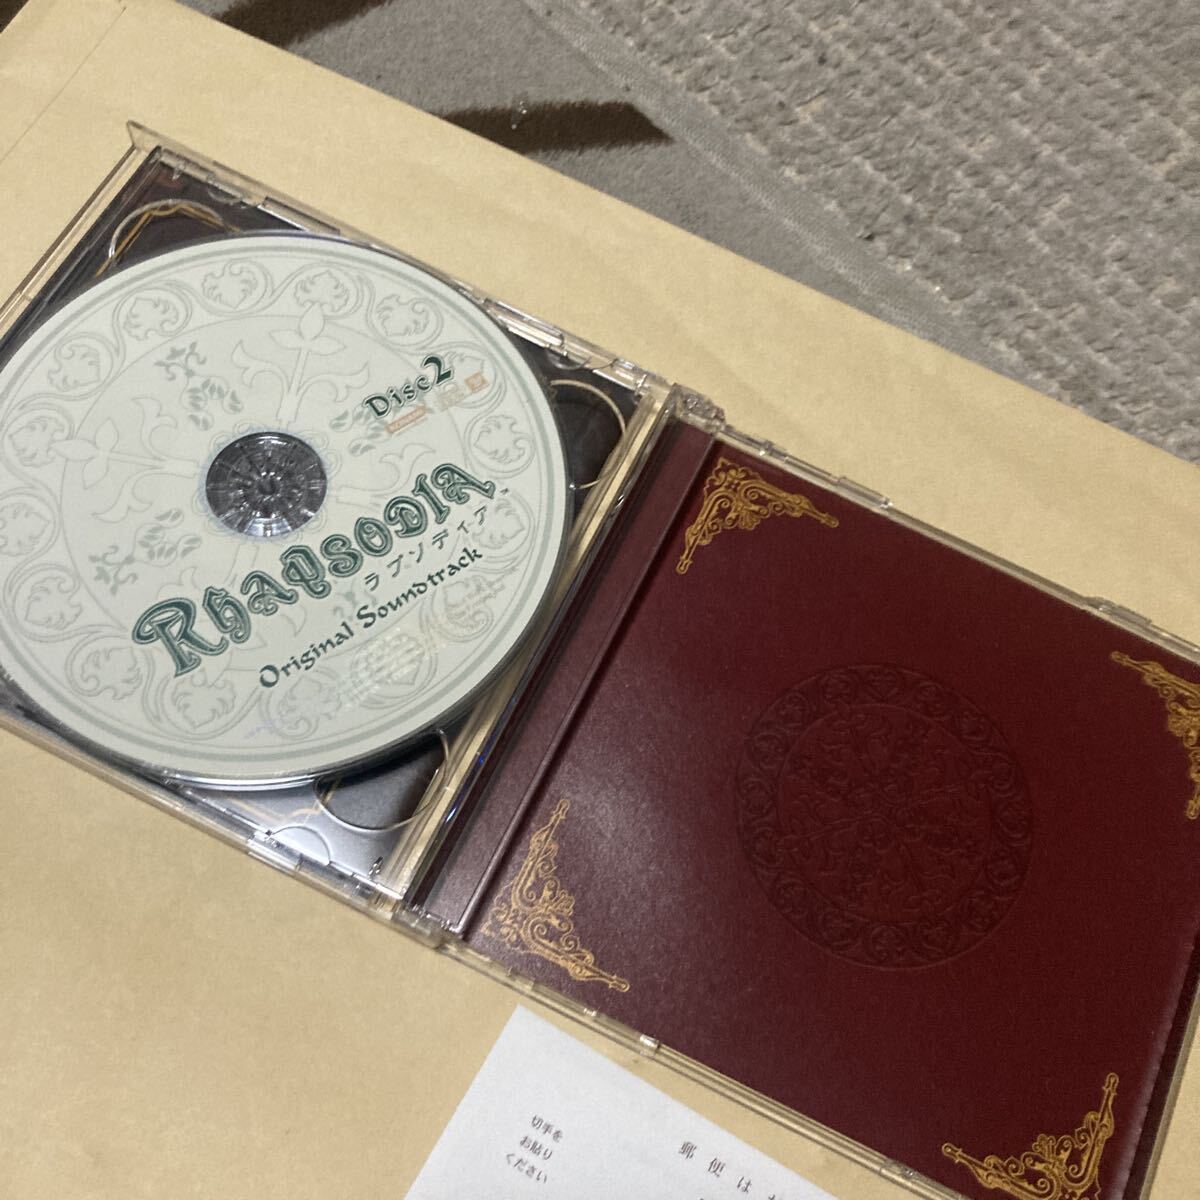 Disc2
KONAMI
RhapsodiA
ラプソディア
Original Soundtrack
切手を
お貼り
ください
郵便は